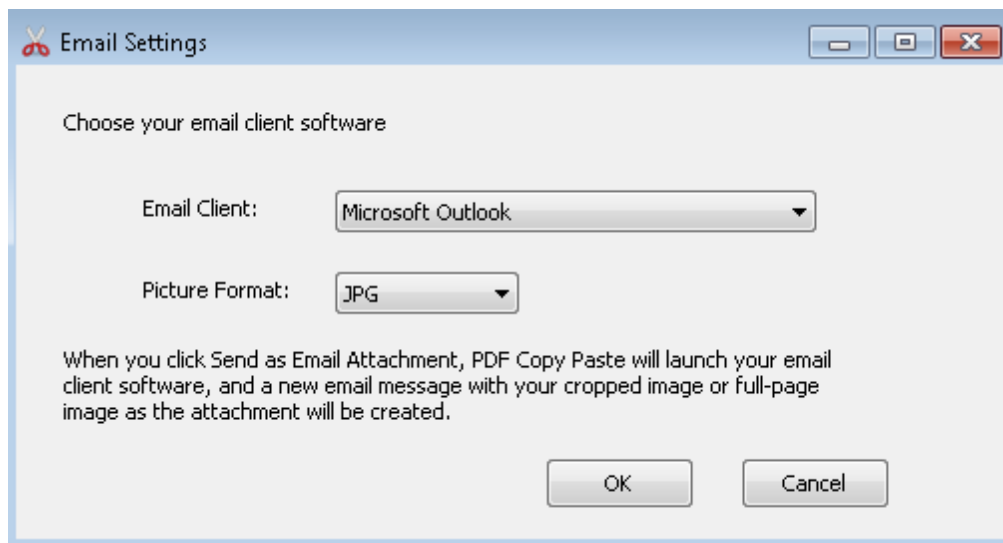 Email Settings
Choose your email client software
Email Client: Microsoft Outlook
Picture Format: JPG
When you click Send as Email Attachment, PDF Copy Paste will launch your email
client software, and a new email message with your cropped image or full-page
image as the attachment will be created.
OK Cancel